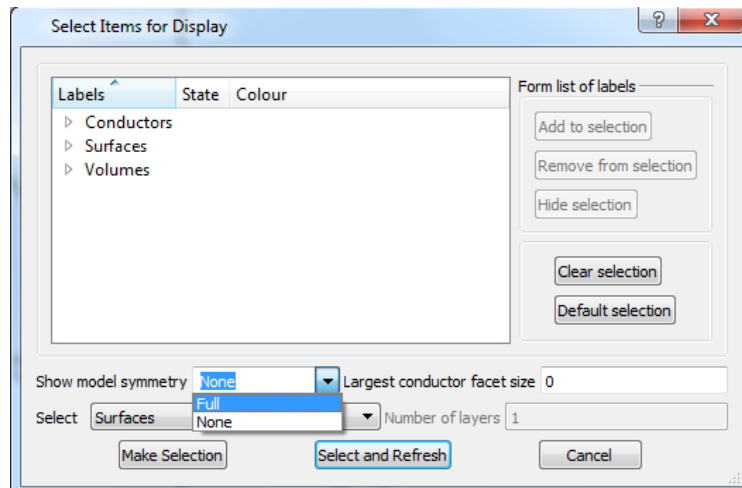 Select Items for Display
? X
Labels State Colour
Form list of labels
Conductors
Surfaces
Volumes
Add to selection
Remove from selection
Hide selection
Clear selection
Default selection
Show model symmetry None Largest conductor facet size 0
Full
Select Surfaces Number of layers 1
None
Make Selection Select and Refresh Cancel